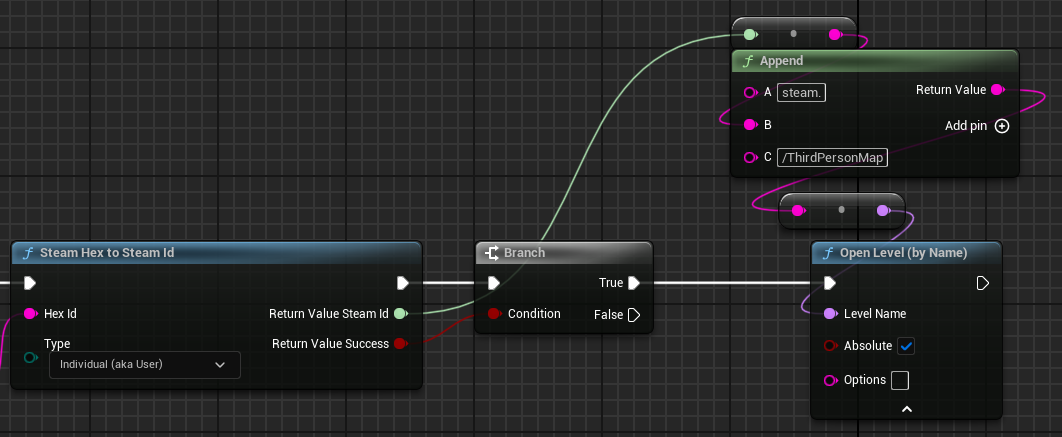 Append
A steam.
Return Value
B
Add pin
C /ThirdPersonMap
Steam Hex to Steam Id
Hex Id
Return Value Steam Id
Type
Individual (aka User)
Return Value Success
Branch
True
Condition
False
Open Level (by Name)
Level Name
Absolute
Options